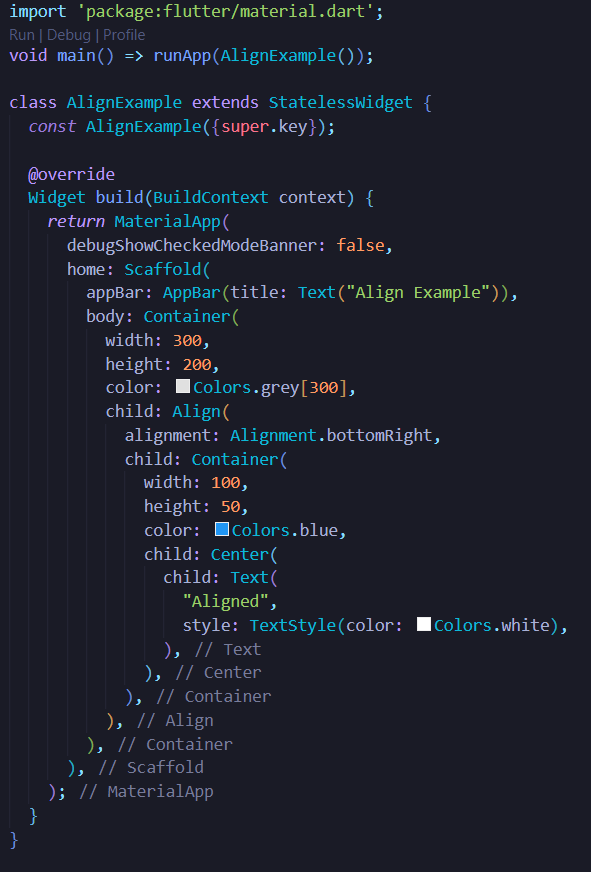 import 'package:flutter/material.dart';
Run | Debug | Profile
void main() => runApp(AlignExample());

class AlignExample extends StatelessWidget {
  const AlignExample({super.key});

  @override
  Widget build(BuildContext context) {
    return MaterialApp(
      debugShowCheckedModeBanner: false,
      home: Scaffold(
        appBar: AppBar(title: Text("Align Example")),
        body: Container(
          width: 300,
          height: 200,
          color: Colors.grey[300],
          child: Align(
            alignment: Alignment.bottomRight,
            child: Container(
              width: 100,
              height: 50,
              color: Colors.blue,
              child: Center(
                child: Text(
                  "Aligned",
                  style: TextStyle(color: Colors.white),
                ), // Text
              ), // Center
            ), // Container
          ), // Align
        ), // Container
      ), // Scaffold
    ); // MaterialApp
  }
}